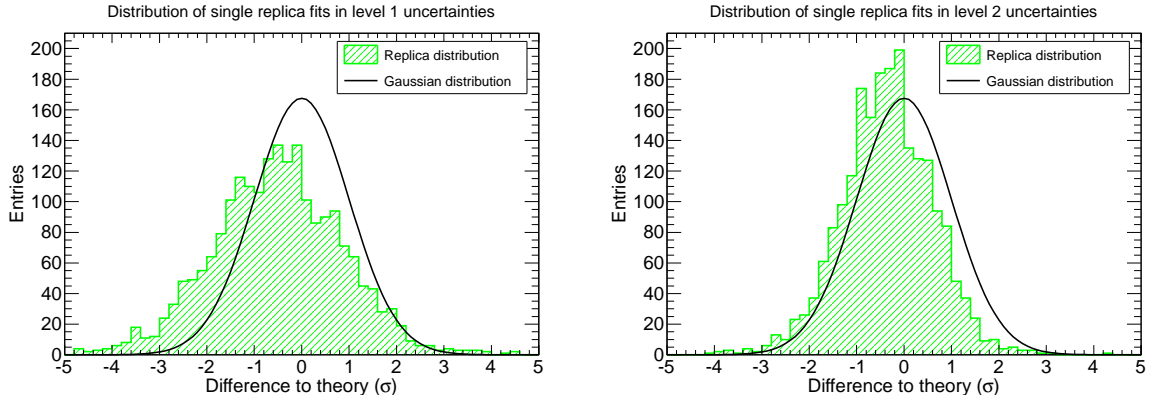 Distribution of single replica fits in level 1 uncertainties
Replica distribution
Gaussian distribution
Entries
200
180
160
140
120
100
80
60
40
20
0
-5 -4 -3 -2 -1 0 1 2 3 4 5
Difference to theory (σ)
Distribution of single replica fits in level 2 uncertainties
Replica distribution
Gaussian distribution
Entries
200
180
160
140
120
100
80
60
40
20
0
-5 -4 -3 -2 -1 0 1 2 3 4 5
Difference to theory (σ)